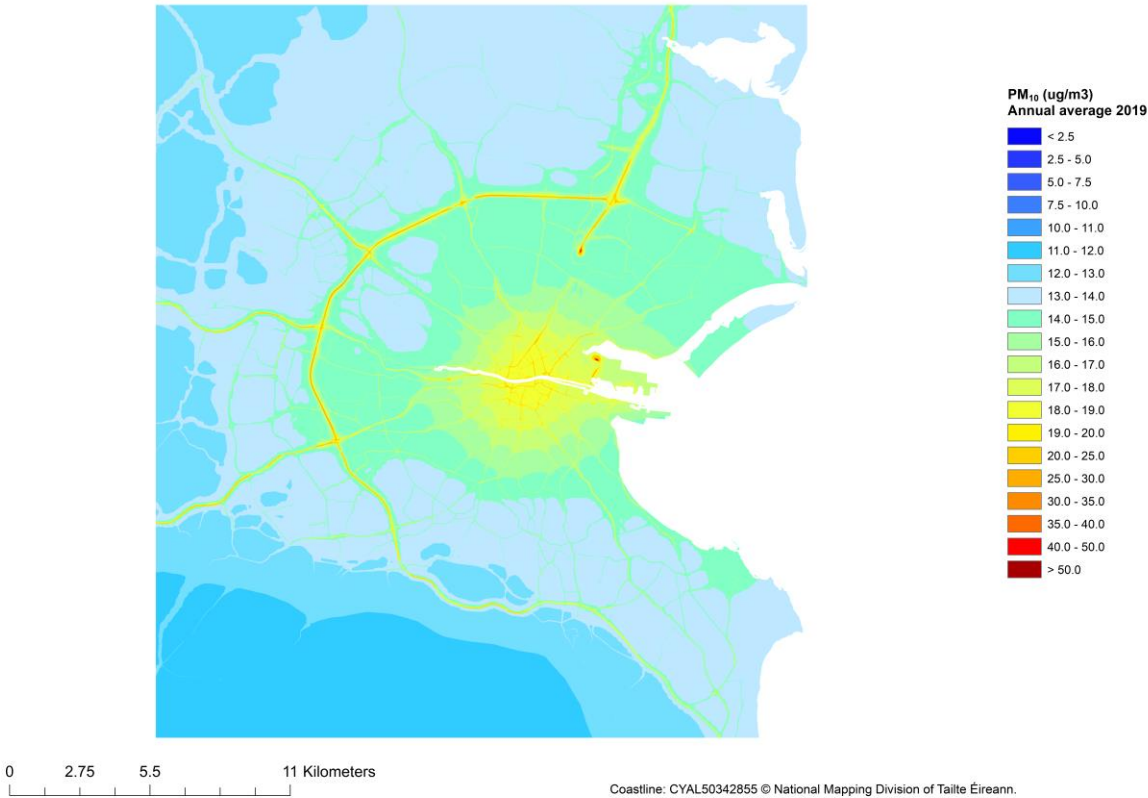 PM₁₀ (ug/m3)
Annual average 2019
< 2.5
2.5 - 5.0
5.0 - 7.5
7.5 - 10.0
10.0 - 11.0
11.0 - 12.0
12.0 - 13.0
13.0 - 14.0
14.0 - 15.0
15.0 - 16.0
16.0 - 17.0
17.0 - 18.0
18.0 - 19.0
19.0 - 20.0
20.0 - 25.0
25.0 - 30.0
30.0 - 35.0
35.0 - 40.0
40.0 - 50.0
> 50.0
0 2.75 5.5 11 Kilometers
Coastline: CYAL50342855 © National Mapping Division of Tailte Éireann.